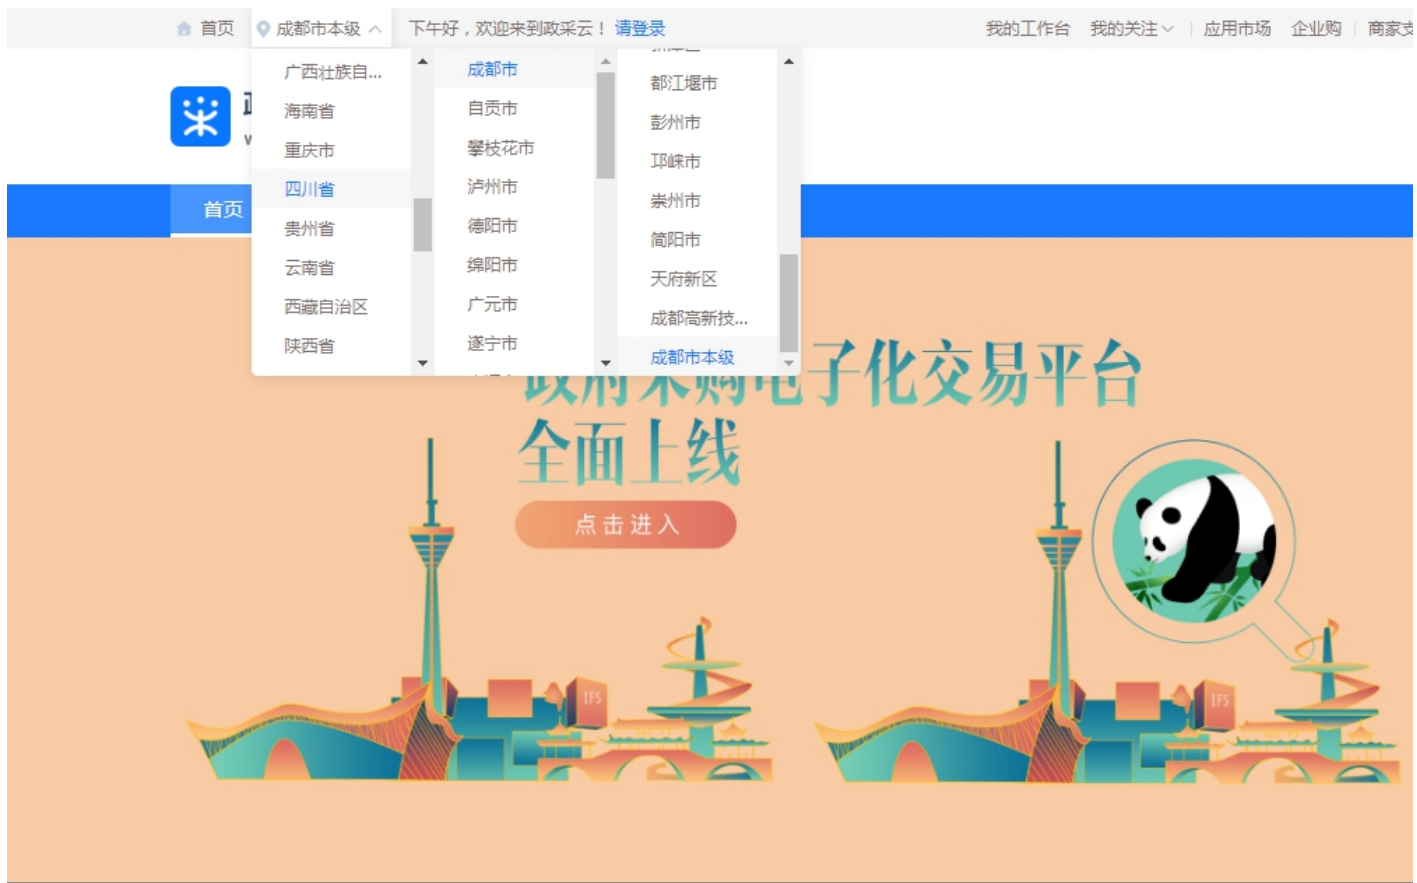 首页 成都市本级 下午好，欢迎来到政采云！ 请登录 我的工作台 我的关注 应用市场 企业购 商家支
广西壮族自...
海南省
重庆市
四川省
贵州省
云南省
西藏自治区
陕西省
成都市
自贡市
攀枝花市
泸州市
德阳市
绵阳市
广元市
遂宁市
都江堰市
彭州市
邛崃市
崇州市
简阳市
天府新区
成都高新技...
成都市本级
首页
政府采购电子化交易平台
全面上线
点击进入
IFS
IFS